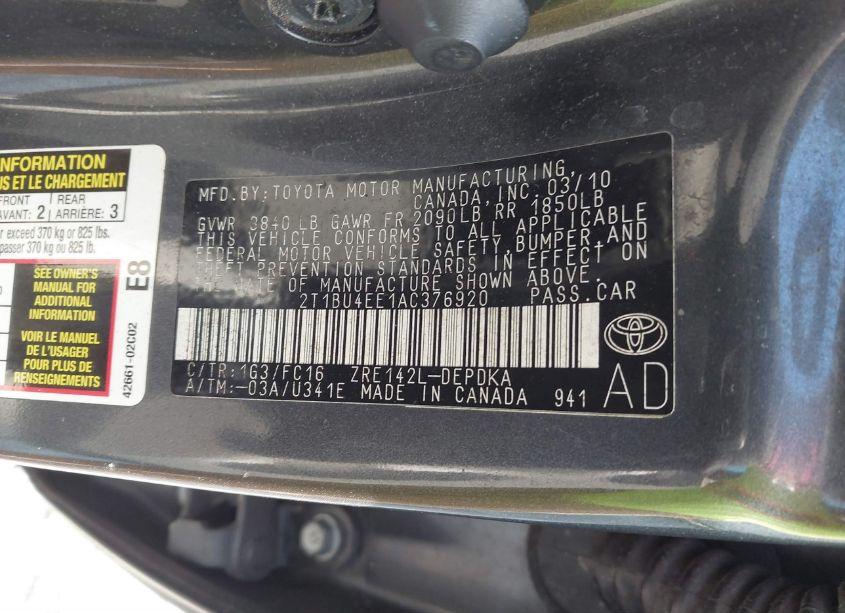 INFORMATION
US ET LE CHARGEMENT
FRONT
AVANT: 2
REAR
ARRIÈRE: 3
r exceed 370 kg or 825 lbs.
passer 370 kg ou 825 lb.
SEE OWNER'S
MANUAL FOR
ADDITIONAL
INFORMATION
VOIR LE MANUEL
DE L'USAGER
POUR PLUS DE
RENSEIGNEMENTS
E8
42661-02C02
MFD.BY:TOYOTA MOTOR MANUFACTURING,
CANADA, INC. 03/10
GVWR 3840 LB GAWR FR 2090LB RR 1850LB
THIS VEHICLE CONFORMS TO ALL APPLICABLE
FEDERAL MOTOR VEHICLE SAFETY,BUMPER,AND
THEFT PREVENTION STANDARDS IN EFFECT ON
THE DATE OF MANUFACTURE SHOWN ABOVE.
2T1BU4EE1AC376920 PASS.CAR
C/TR:1G3/FC16 ZRE142L-DEPDKA
A/TM:-03A/U341E MADE IN CANADA 941
AD